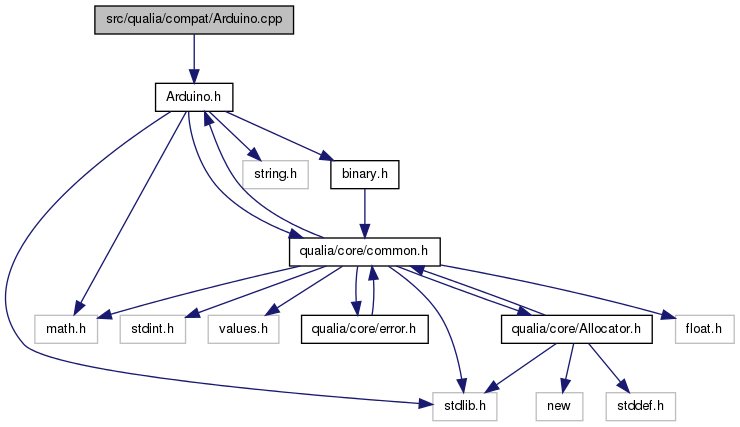 src/qualia/compat/Arduino.cpp
Arduino.h
string.h
binary.h
qualia/core/common.h
math.h
stdint.h
values.h
qualia/core/error.h
qualia/core/Allocator.h
float.h
stdlib.h
new
stddef.h